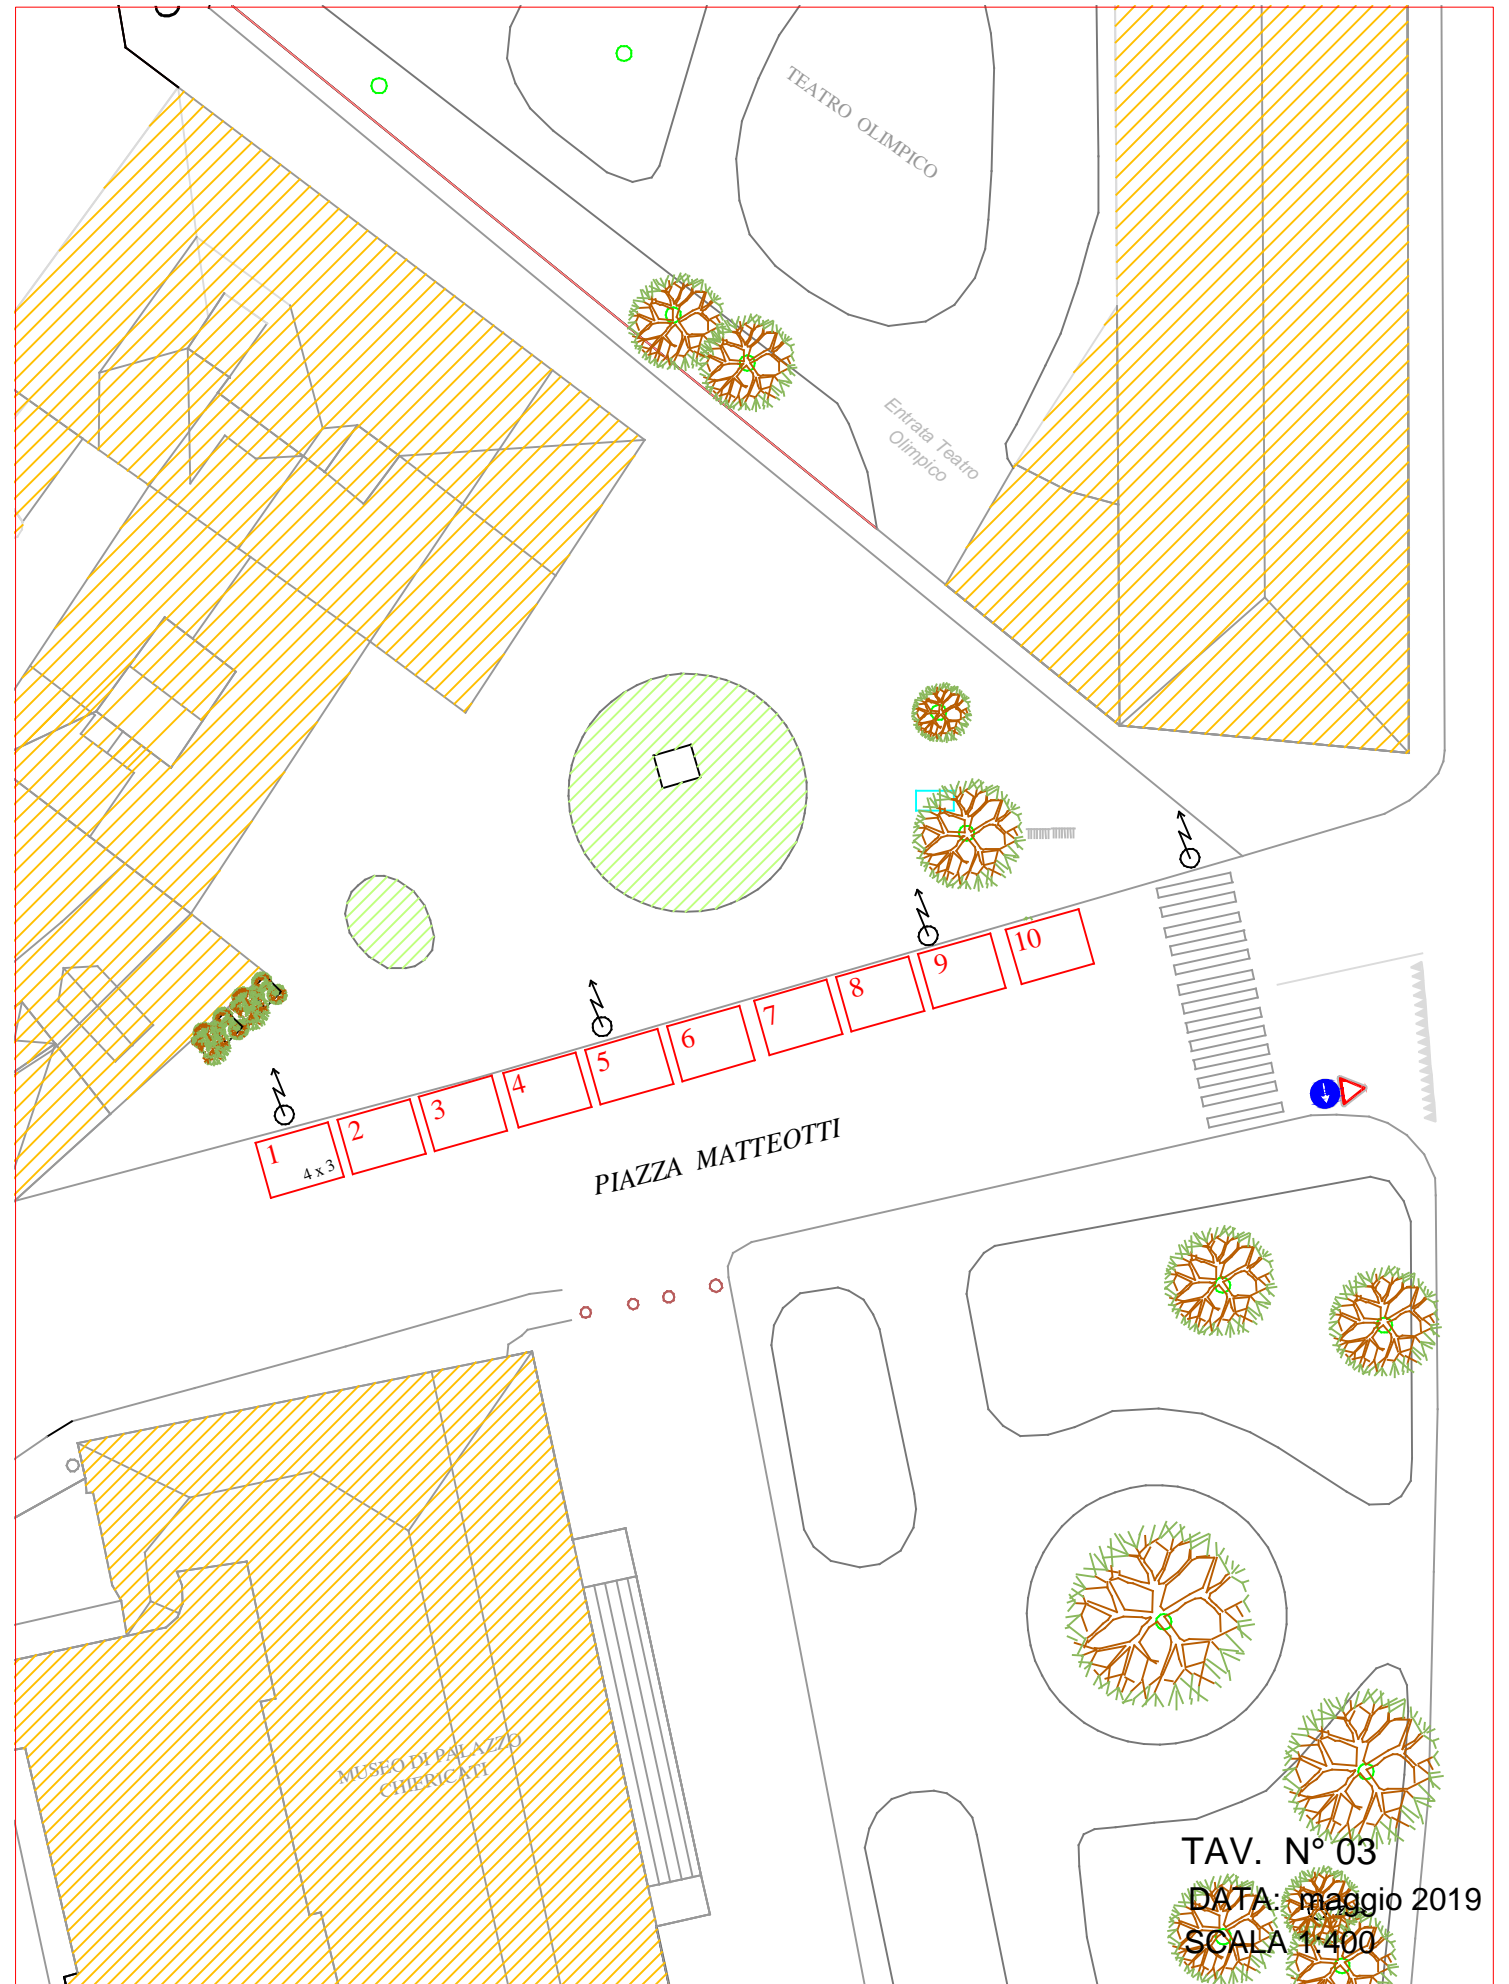 TEATRO OLIMPICO
Entrata Teatro
Olimpico
10
9
8
7
6
5
4
3
2
1
4 x 3
PIAZZA MATTEOTTI
MUSEO DI PALAZZO
CHIERICATI
TAV. N° 03
DATA: maggio 2019
SCALA 1:400